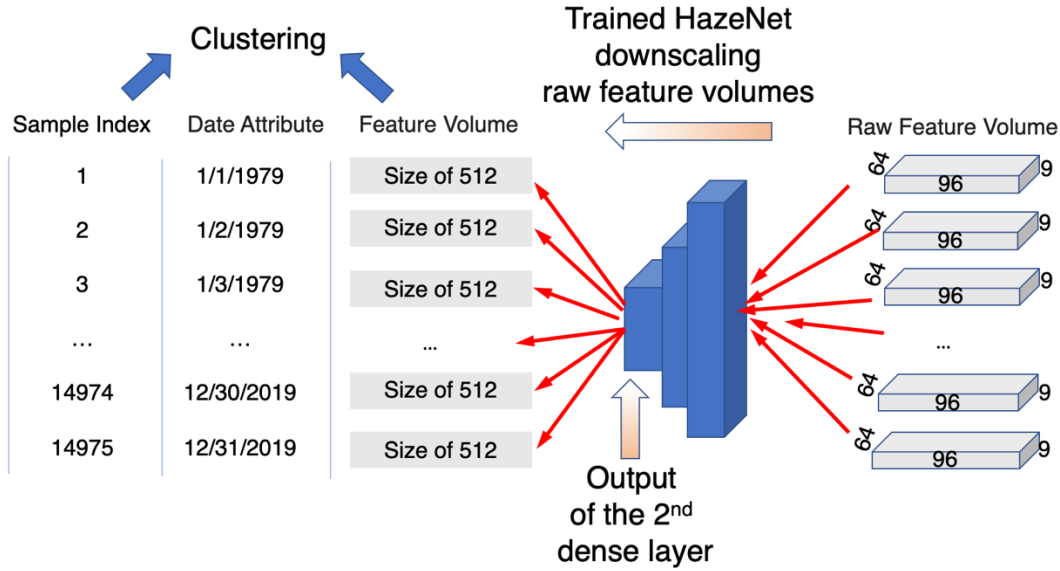 Clustering
Trained HazeNet
downscaling
raw feature volumes
Sample Index Date Attribute Feature Volume
Raw Feature Volume
1 1/1/1979 Size of 512
64 96 9
2 1/2/1979 Size of 512
64 96 9
3 1/3/1979 Size of 512
64 96 9
... ... ...
...
14974 12/30/2019 Size of 512
64 96 9
14975 12/31/2019 Size of 512
64 96 9
Output
of the 2nd
dense layer